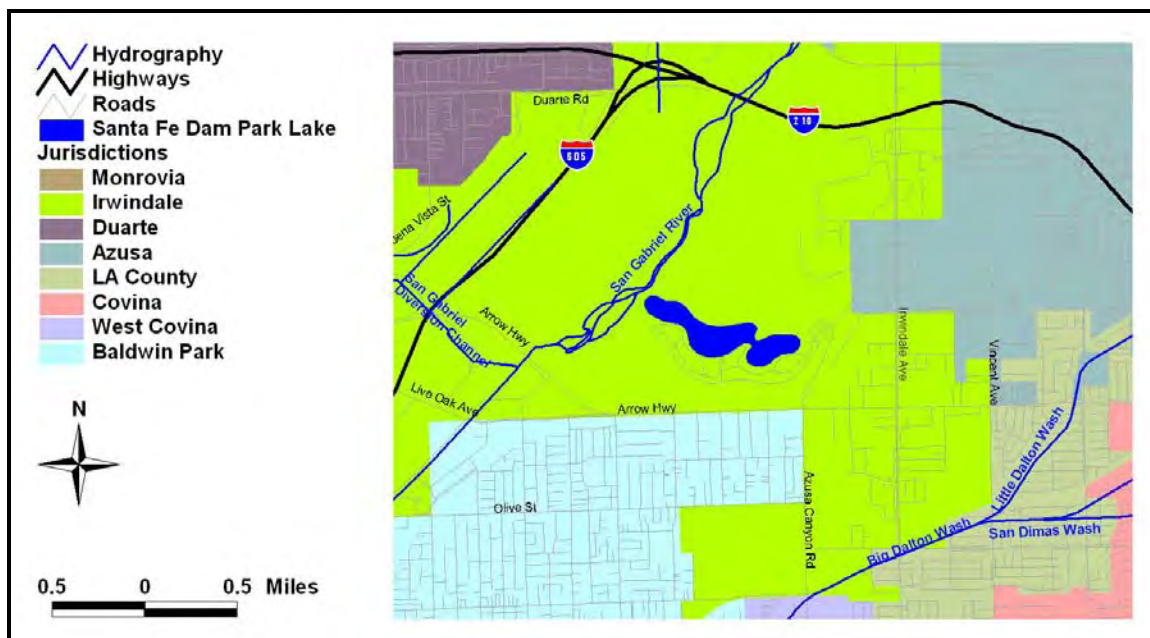 Hydrography
Highways
Roads
Santa Fe Dam Park Lake
Jurisdictions
Monrovia
Irwindale
Duarte
Azusa
LA County
Covina
West Covina
Baldwin Park
N
0.5 0 0.5 Miles
Duarte Rd
605
210
San Gabriel River
San Gabriel
Diversion Channel
Arrow Hwy
Live Oak Ave
Arrow Hwy
Irwindale Ave
Vincent Ave
Olive St
Azusa Canyon Rd
Little Dalton Wash
Big Dalton Wash
San Dimas Wash
Vista St